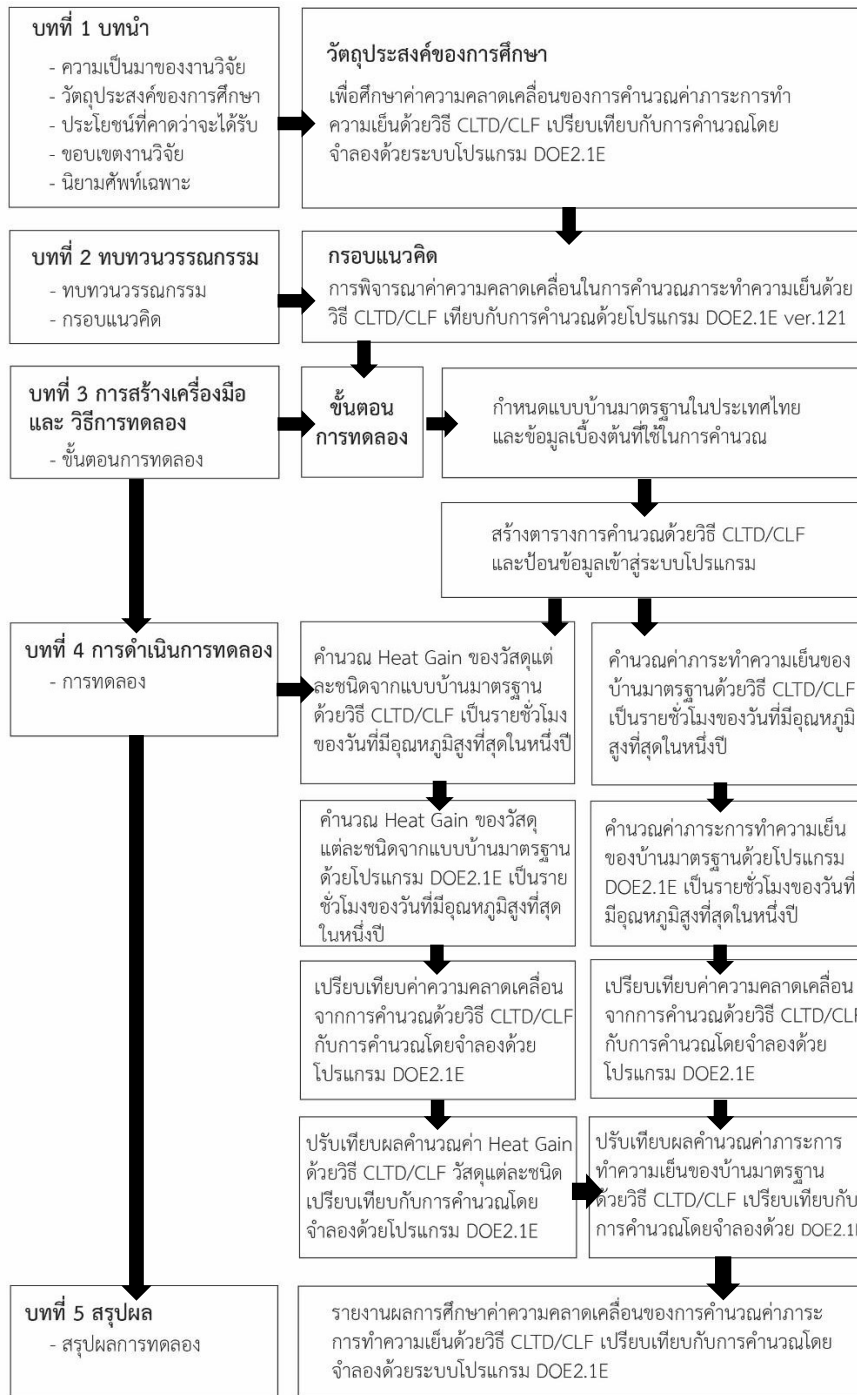 บทที่ 1 บทนำ
- ความเป็นมาของงานวิจัย
- วัตถุประสงค์ของการศึกษา
- ประโยชน์ที่คาดว่าจะได้รับ
- ขอบเขตงานวิจัย
- นิยามศัพท์เฉพาะ
วัตถุประสงค์ของการศึกษา
เพื่อศึกษาค่าความคลาดเคลื่อนของการคำนวณค่าภาระการทำ
ความเย็นด้วยวิธี CLTD/CLF เปรียบเทียบกับการคำนวณโดย
จำลองด้วยระบบโปรแกรม DOE2.1E
บทที่ 2 ทบทวนวรรณกรรม
- ทบทวนวรรณกรรม
- กรอบแนวคิด
กรอบแนวคิด
การพิจารณาค่าความคลาดเคลื่อนในการคำนวณภาระทำความเย็นด้วย
วิธี CLTD/CLF เทียบกับการคำนวณด้วยโปรแกรม DOE2.1E ver.121
บทที่ 3 การสร้างเครื่องมือ
และ วิธีการทดลอง
- ขั้นตอนการทดลอง
ขั้นตอน
การทดลอง
กำหนดแบบบ้านมาตรฐานในประเทศไทย
และข้อมูลเบื้องต้นที่ใช้ในการคำนวณ
สร้างตารางการคำนวณด้วยวิธี CLTD/CLF
และป้อนข้อมูลเข้าสู่ระบบโปรแกรม
บทที่ 4 การดำเนินการทดลอง
- การทดลอง
คำนวณ Heat Gain ของวัสดุแต่
ละชนิดจากแบบบ้านมาตรฐาน
ด้วยวิธี CLTD/CLF เป็นรายชั่วโมง
ของวันที่มีอุณหภูมิสูงที่สุดในหนึ่งปี
คำนวณค่าภาระทำความเย็นของ
บ้านมาตรฐานด้วยวิธี CLTD/CLF
เป็นรายชั่วโมงของวันที่มีอุณหภูมิ
สูงที่สุดในหนึ่งปี
คำนวณ Heat Gain ของวัสดุ
แต่ละชนิดจากแบบบ้านมาตรฐาน
ด้วยโปรแกรม DOE2.1E เป็นราย
ชั่วโมงของวันที่มีอุณหภูมิสูงที่สุด
ในหนึ่งปี
คำนวณค่าภาระการทำความเย็น
ของบ้านมาตรฐานด้วยโปรแกรม
DOE2.1E เป็นรายชั่วโมงของวันที่
มีอุณหภูมิสูงที่สุดในหนึ่งปี
เปรียบเทียบค่าความคลาดเคลื่อน
จากการคำนวณด้วยวิธี CLTD/CLF
กับการคำนวณโดยจำลองด้วย
โปรแกรม DOE2.1E
เปรียบเทียบค่าความคลาดเคลื่อน
จากการคำนวณด้วยวิธี CLTD/CLF
กับการคำนวณโดยจำลองด้วย
โปรแกรม DOE2.1E
ปรับเทียบผลคำนวณค่า Heat Gain
ด้วยวิธี CLTD/CLF วัสดุแต่ละชนิด
เปรียบเทียบกับการคำนวณโดย
จำลองด้วยโปรแกรม DOE2.1E
ปรับเทียบผลคำนวณค่าภาระการ
ทำความเย็นของบ้านมาตรฐาน
ด้วยวิธี CLTD/CLF เปรียบเทียบกับ
การคำนวณโดยจำลองด้วย DOE2.1E
บทที่ 5 สรุปผล
- สรุปผลการทดลอง
รายงานผลการศึกษาค่าความคลาดเคลื่อนของการคำนวณค่าภาระ
การทำความเย็นด้วยวิธี CLTD/CLF เปรียบเทียบกับการคำนวณโดย
จำลองด้วยระบบโปรแกรม DOE2.1E